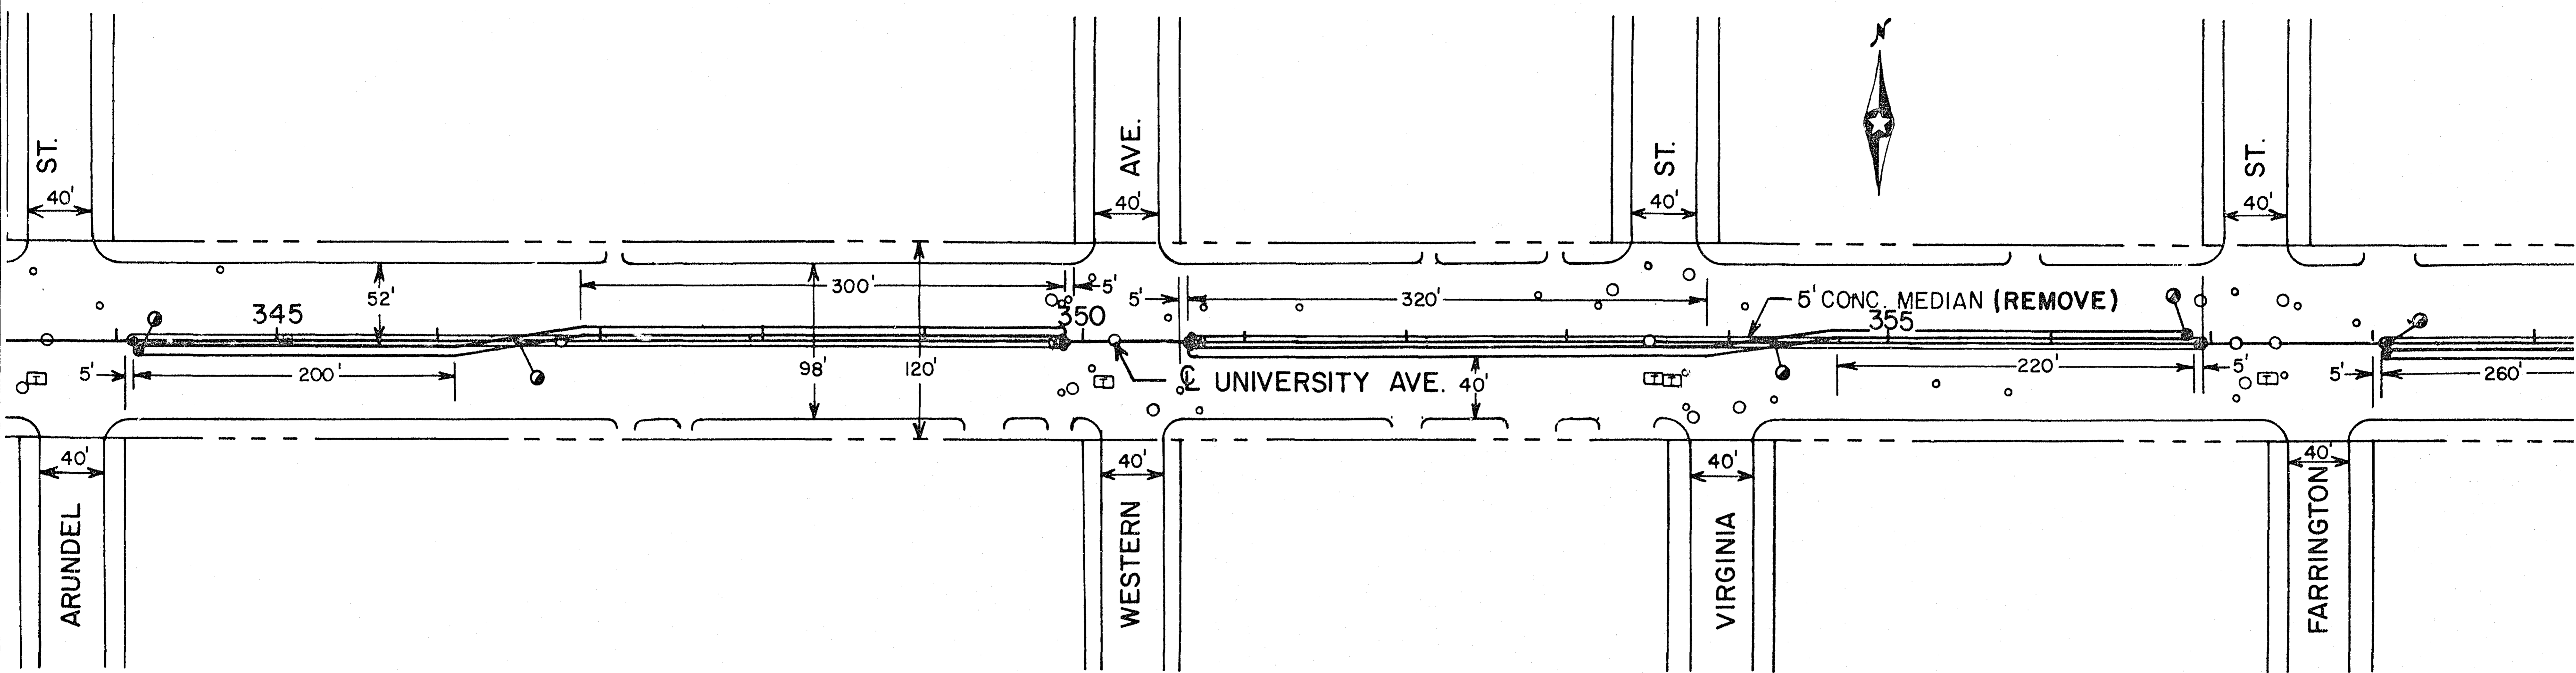 N
ST.
AVE.
ST.
ST.
40'
40'
40'
40'
52'
300'
5'
5'
320'
5' CONC. MEDIAN (REMOVE)
345
350
355
5'
200'
98'
120'
℄ UNIVERSITY AVE.
40'
220'
5'
5'
260'
T
T
T
T
T
40'
40'
40'
40'
ARUNDEL
WESTERN
VIRGINIA
FARRINGTON